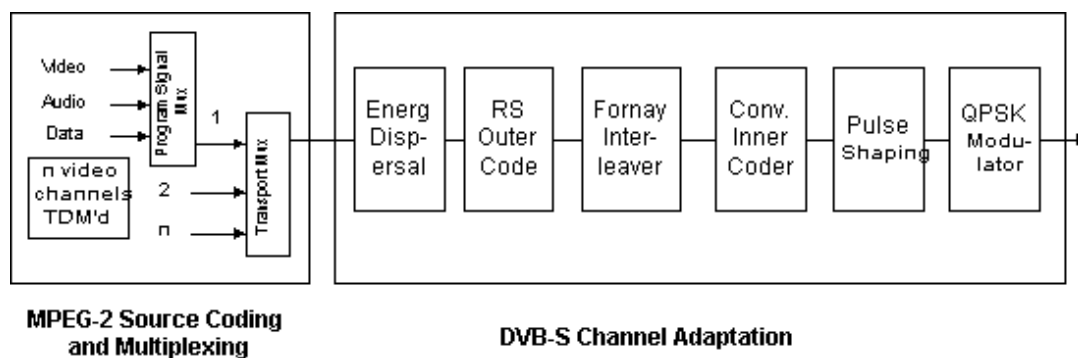 Video
Audio
Data
Program Signal
Mux
1
n video
channels
TDM'd
2
n
Transport Mux
Energ
Disp-
ersal
RS
Outer
Code
Fornay
Inter-
leaver
Conv.
Inner
Coder
Pulse
Shaping
QPSK
Modu-
lator
MPEG-2 Source Coding
and Multiplexing
DVB-S Channel Adaptation